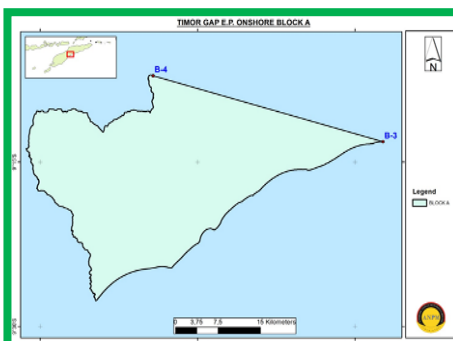 TIMOR GAP E.P. ONSHORE BLOCK A
B-4
N
B-3
Legend
BLOCK A
0 3.75 7.5 15 Kilometers
ANPM